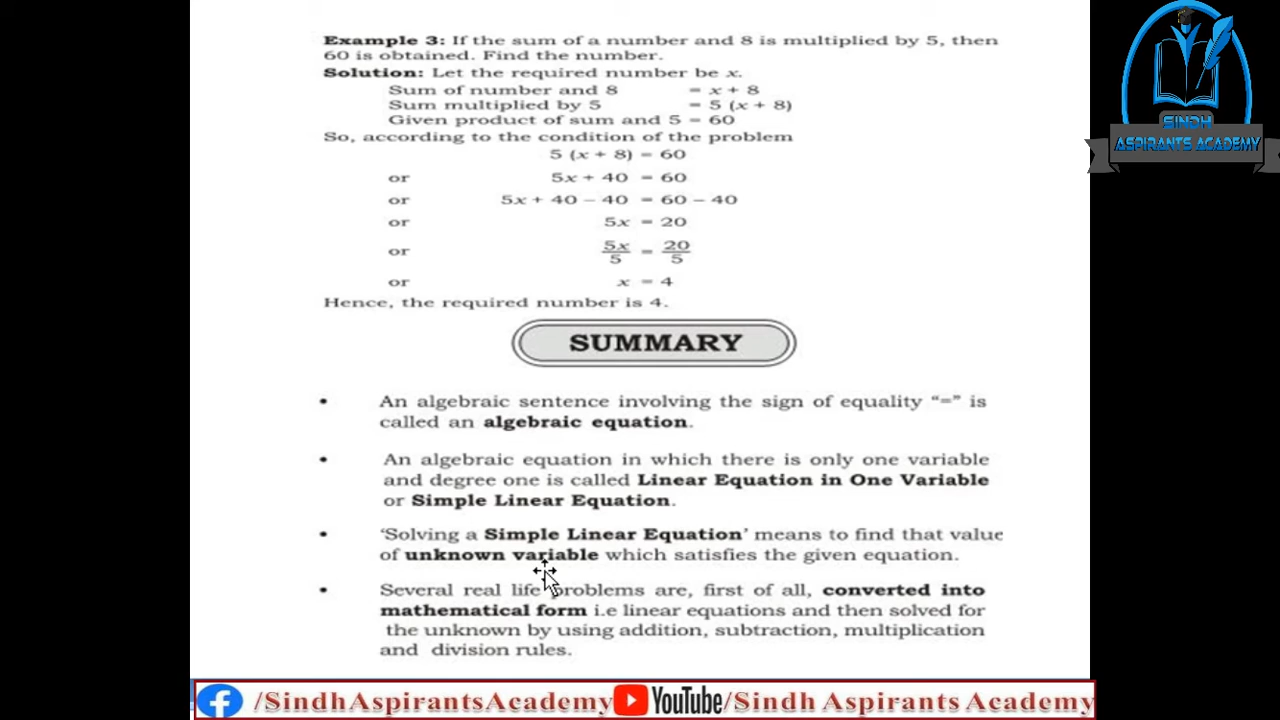 Example 3: If the sum of a number and 8 is multiplied by 5, then
60 is obtained. Find the number.
Solution: Let the required number be x.
Sum of number and 8 = x + 8
Sum multiplied by 5 = 5 (x + 8)
Given product of sum and 5 = 60
So, according to the condition of the problem
5 (x + 8) = 60
or 5x + 40 = 60
or 5x + 40 – 40 = 60 – 40
or 5x = 20
or 5x/5 = 20/5
or x = 4
Hence, the required number is 4.
SUMMARY
• An algebraic sentence involving the sign of equality “=” is
called an algebraic equation.
• An algebraic equation in which there is only one variable
and degree one is called Linear Equation in One Variable
or Simple Linear Equation.
• ‘Solving a Simple Linear Equation’ means to find that value
of unknown variable which satisfies the given equation.
• Several real life problems are, first of all, converted into
mathematical form i.e linear equations and then solved for
the unknown by using addition, subtraction, multiplication
and division rules.
SINDH
ASPIRANTS ACADEMY
/SindhAspirantsAcademy YouTube/Sindh Aspirants Academy